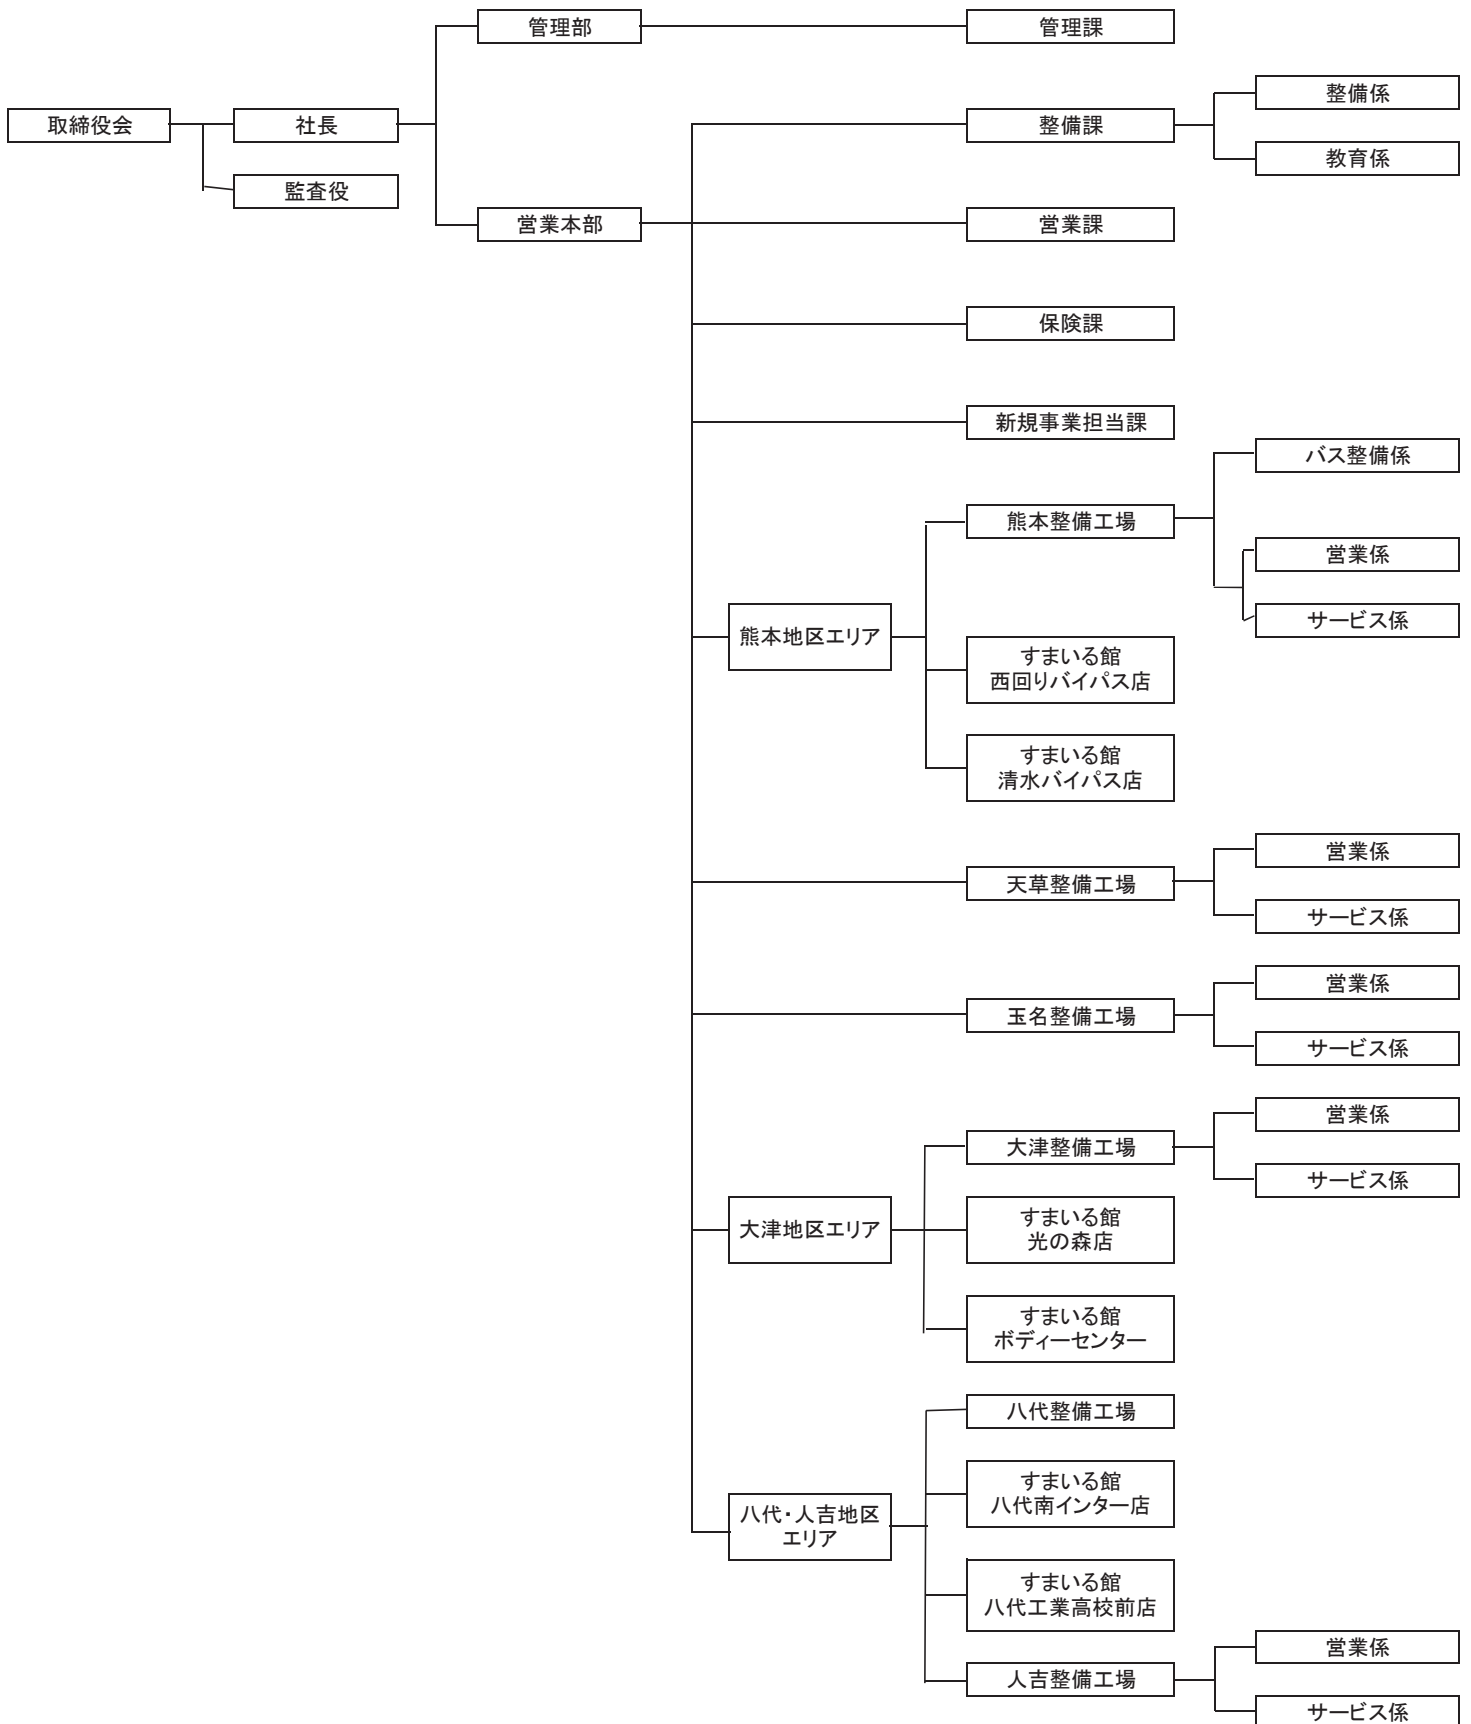 管理部
管理課
整備係
取締役会
社長
整備課
教育係
監査役
営業本部
営業課
保険課
新規事業担当課
バス整備係
熊本整備工場
営業係
サービス係
熊本地区エリア
すまいる館
西回りバイパス店
すまいる館
清水バイパス店
営業係
天草整備工場
サービス係
営業係
玉名整備工場
サービス係
営業係
大津整備工場
サービス係
大津地区エリア
すまいる館
光の森店
すまいる館
ボディーセンター
八代整備工場
すまいる館
八代南インター店
八代・人吉地区
エリア
すまいる館
八代工業高校前店
営業係
人吉整備工場
サービス係